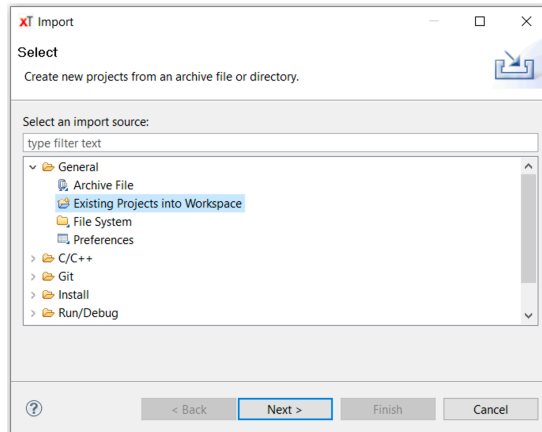 xT Import
Select
Create new projects from an archive file or directory.
Select an import source:
type filter text
General
Archive File
Existing Projects into Workspace
File System
Preferences
C/C++
Git
Install
Run/Debug
? < Back Next > Finish Cancel